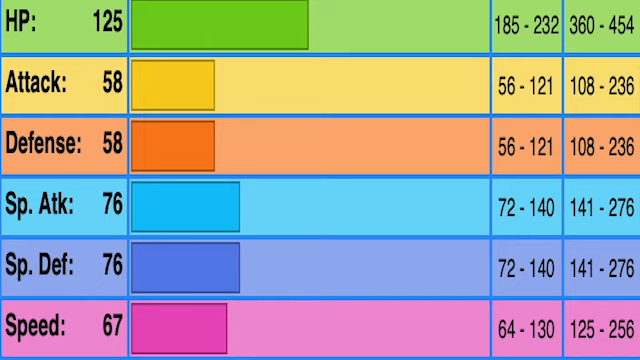 HP: 125 185 - 232 360 - 454
Attack: 58 56 - 121 108 - 236
Defense: 58 56 - 121 108 - 236
Sp. Atk: 76 72 - 140 141 - 276
Sp. Def: 76 72 - 140 141 - 276
Speed: 67 64 - 130 125 - 256